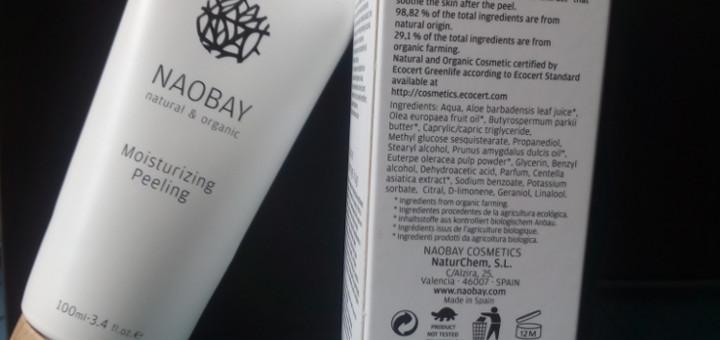 NAOBAY
natural & organic
Moisturizing
Peeling
100ml-3.4 fl.oz.e
soothe the skin after the peel.
98,82 % of the total ingredients are from
natural origin.
29,1 % of the total ingredients are from
organic farming.
Natural and Organic Cosmetic certified by
Ecocert Greenlife according to Ecocert Standard
available at
http://cosmetics.ecocert.com
Ingredients: Aqua, Aloe barbadensis leaf juice*,
Olea europaea fruit oil*, Butyrospermum parkii
butter*, Caprylic/capric triglyceride,
Methyl glucose sesquistearate, Propanediol,
Stearyl alcohol, Prunus amygdalus dulcis oil*,
Euterpe oleracea pulp powder*, Glycerin, Benzyl
alcohol, Dehydroacetic acid, Parfum, Centella
asiatica extract*, Sodium benzoate, Potassium
sorbate, Citral, D-limonene, Geraniol, Linalool.
* Ingredients from organic farming.
* Ingredientes procedentes de la agricultura ecológica.
* Inhaltsstoffe aus kontrolliert biologischem Anbau.
* Ingrédients issus de l'agriculture biologique.
* Ingredienti prodotti da agricoltura biologica.
NAOBAY COSMETICS
NaturChem, S.L.
C/Alzira, 25,
Valencia - 46007 - SPAIN
www.naobay.com
Made in Spain
PRODUCT
NOT TESTED
12 M